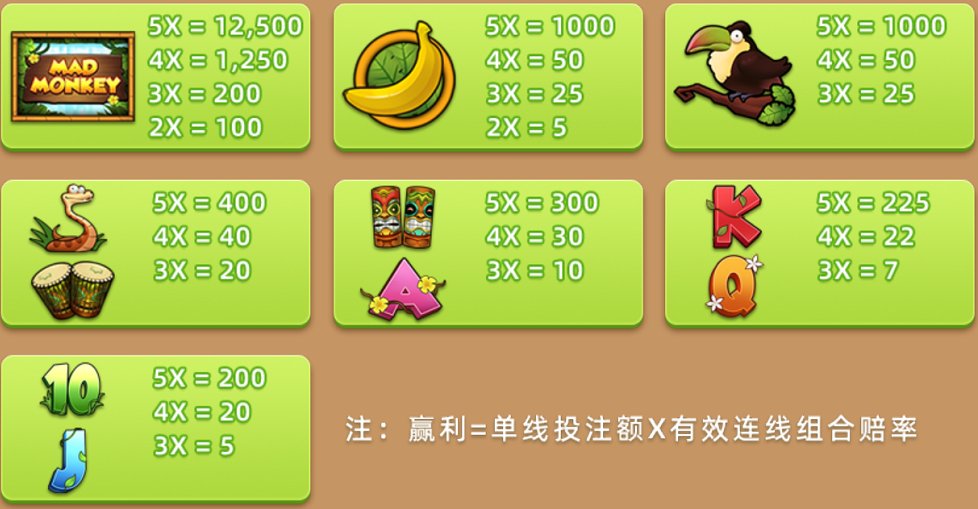 MAD
MONKEY
5X = 12,500
4X = 1,250
3X = 200
2X = 100
5X = 1000
4X = 50
3X = 25
2X = 5
5X = 1000
4X = 50
3X = 25
5X = 400
4X = 40
3X = 20
A
5X = 300
4X = 30
3X = 10
K
Q
5X = 225
4X = 22
3X = 7
10
J
5X = 200
4X = 20
3X = 5
注：赢利=单线投注额X有效连线组合赔率